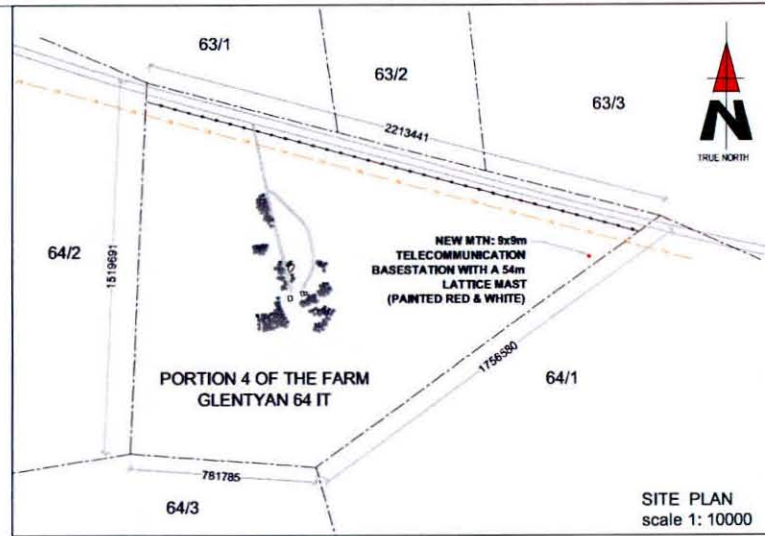 63/1
63/2
63/3
N
TRUE NORTH
2213441
64/2
1519691
NEW MTN: 9x9m
TELECOMMUNICATION
BASESTATION WITH A 54m
LATTICE MAST
(PAINTED RED & WHITE)
1756580
64/1
PORTION 4 OF THE FARM
GLENTYAN 64 IT
781785
64/3
SITE PLAN
scale 1: 10000